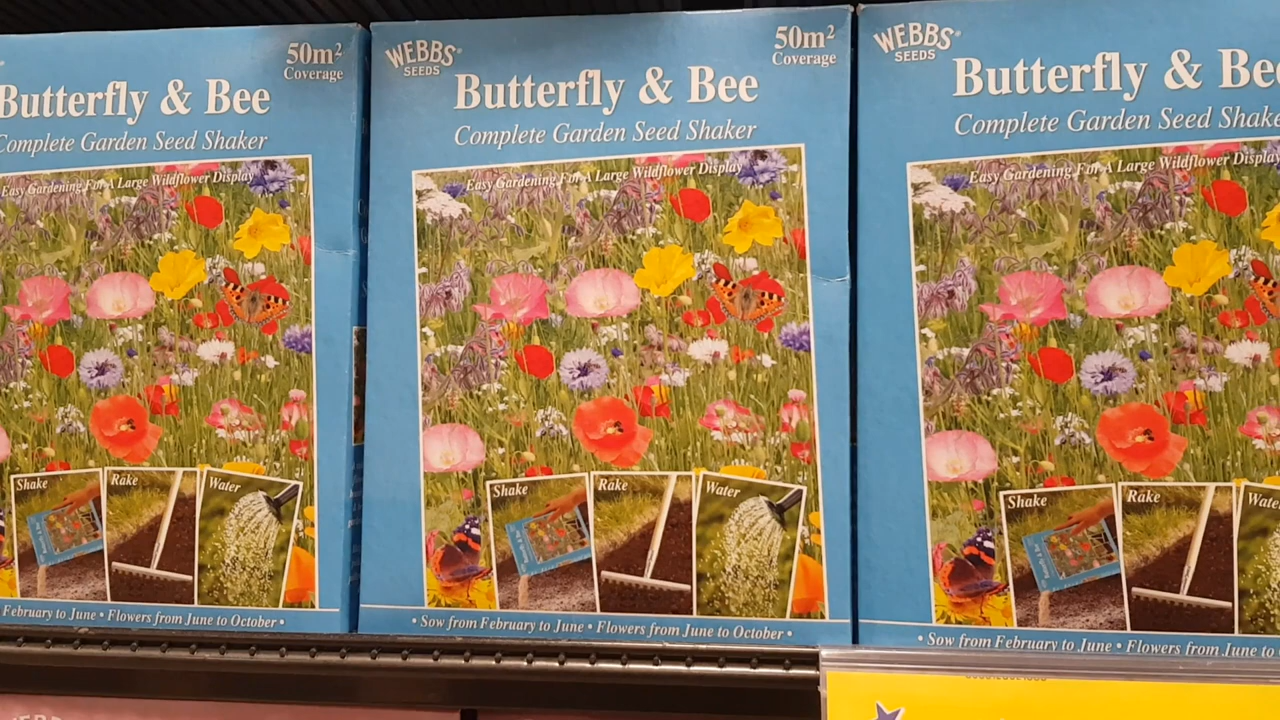 50m²
Coverage
Butterfly & Bee
Complete Garden Seed Shaker
Easy Gardening For A Large Wildflower Display
Shake
Rake
Water
February to June • Flowers from June to October •
WEBBS
SEEDS
50m²
Coverage
Butterfly & Bee
Complete Garden Seed Shaker
Easy Gardening For A Large Wildflower Display
Shake
Rake
Water
• Sow from February to June • Flowers from June to October •
WEBBS
SEEDS
Butterfly & Bee
Complete Garden Seed Shake
Easy Gardening For A Large Wildflower Display
Shake
Rake
Wate
• Sow from February to June • Flowers from June to